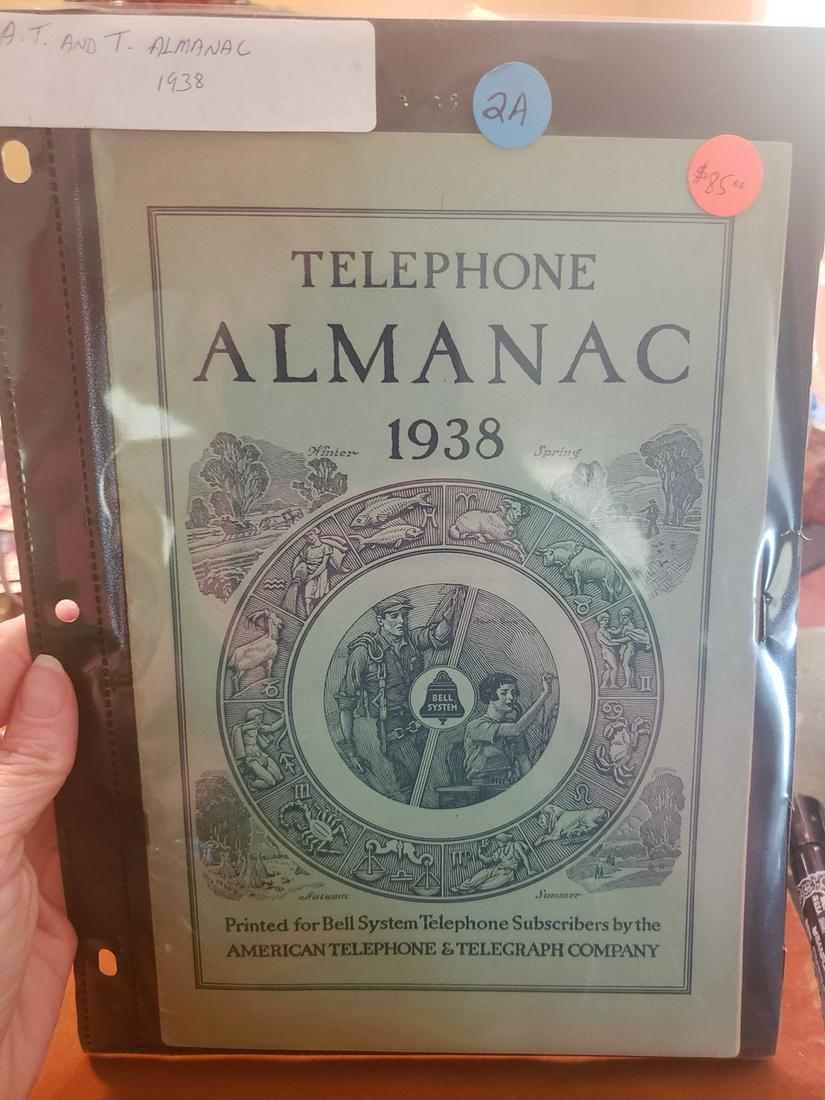 A.T. AND T. ALMANAC
1938
2A
$85.00
TELEPHONE
ALMANAC
1938
Winter
Spring
BELL
SYSTEM
Autumn
Summer
Printed for Bell System Telephone Subscribers by the
AMERICAN TELEPHONE & TELEGRAPH COMPANY